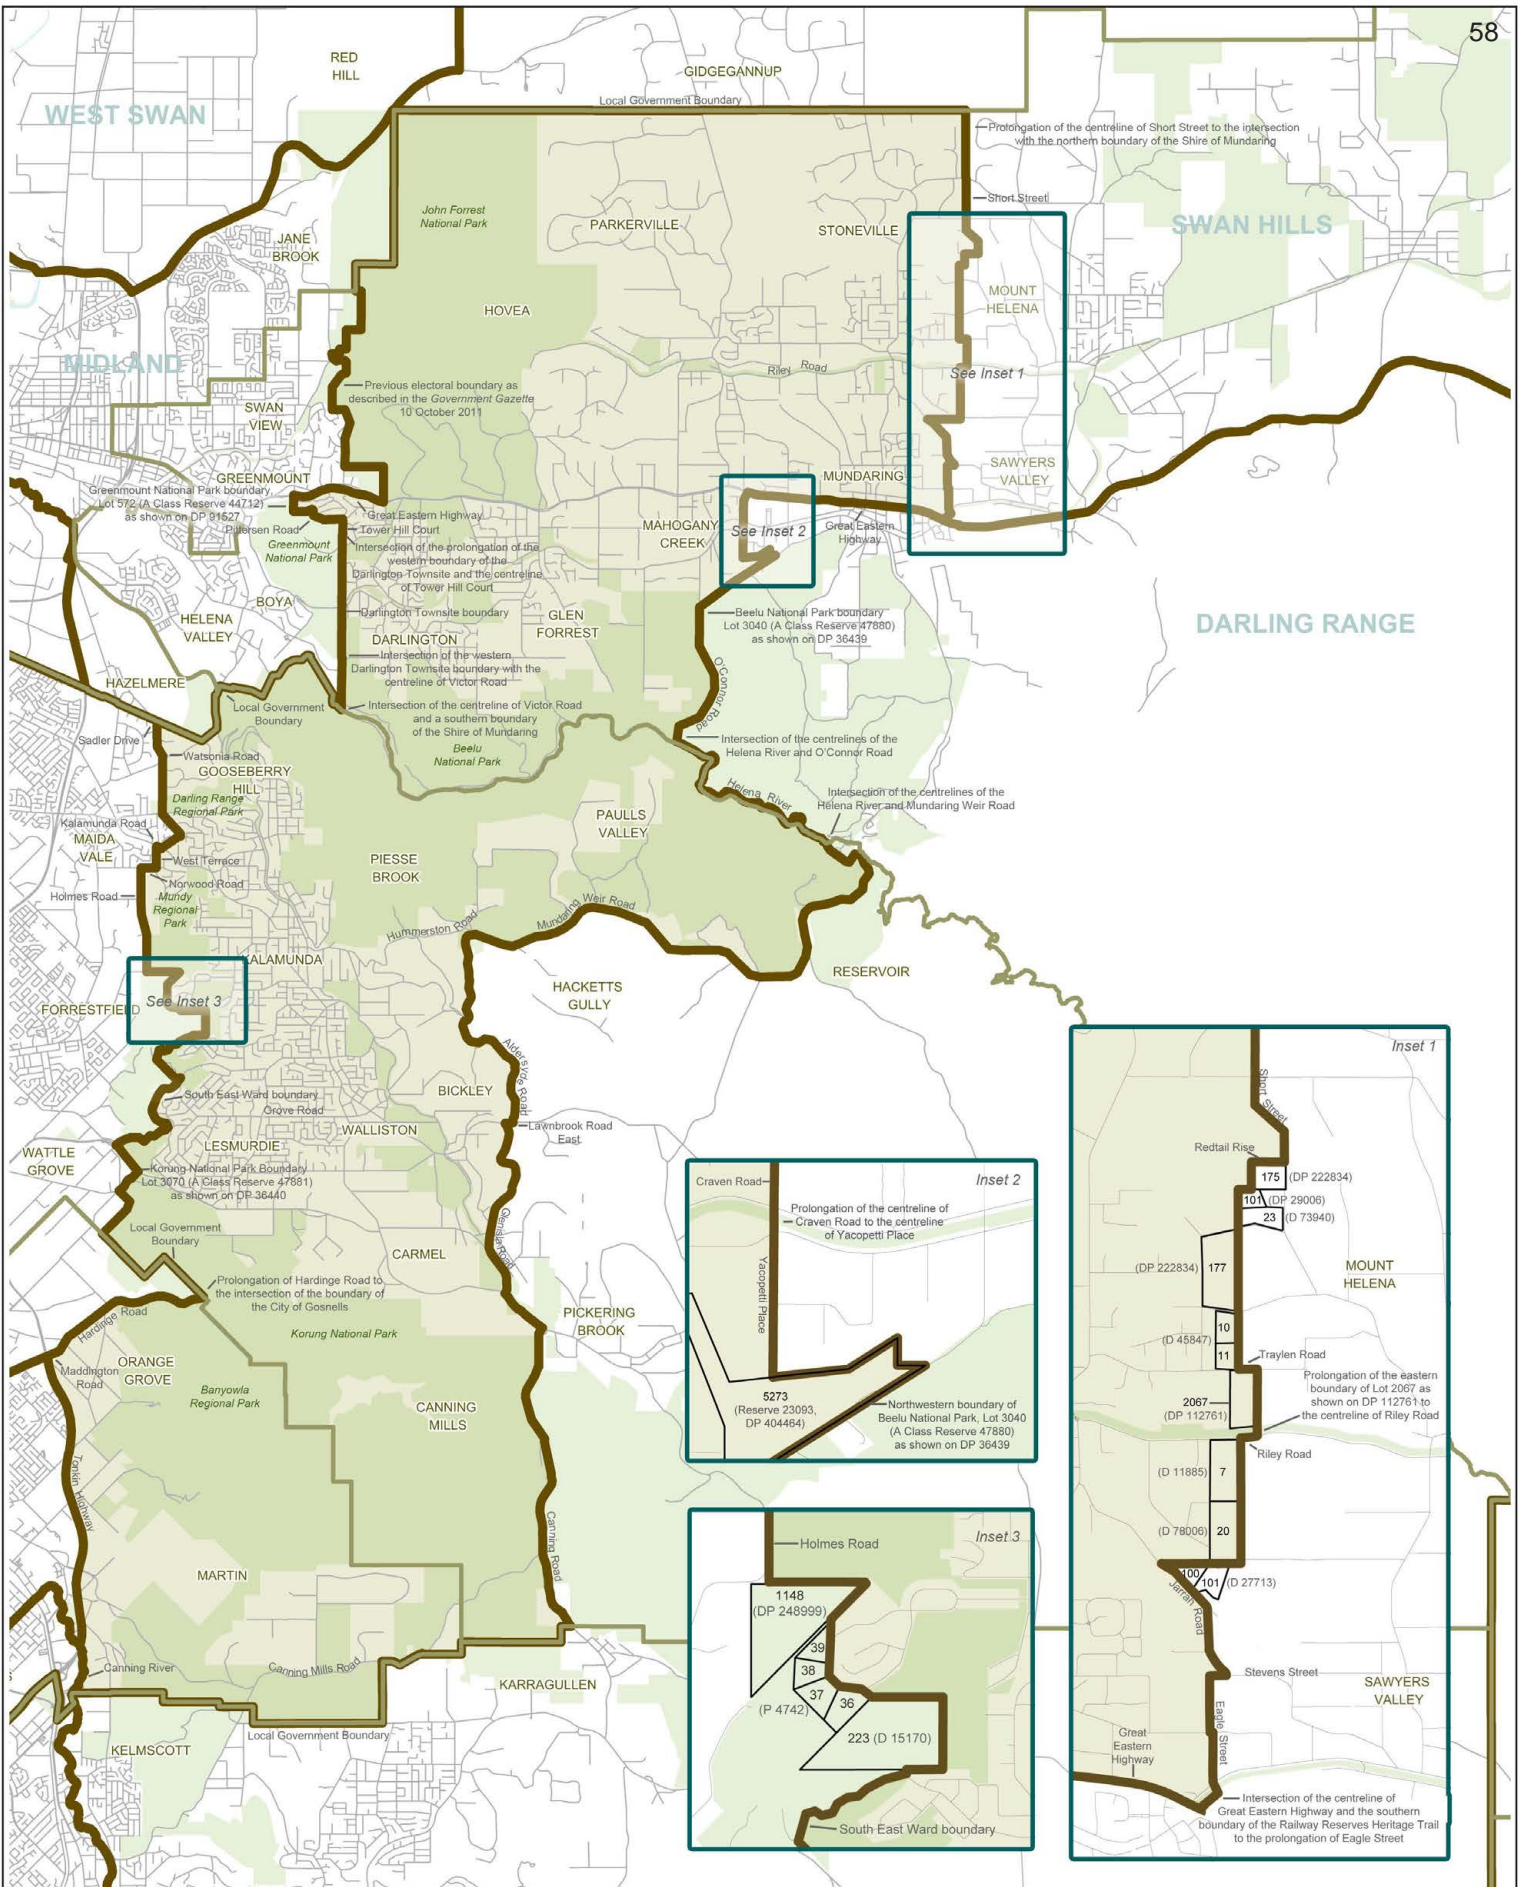 58
RED
HILL
GIDGEGANNUP
Local Government Boundary
WEST SWAN
Prolongation of the centreline of Short Street to the intersection
with the northern boundary of the Shire of Mundaring
Short Street
John Forrest
National Park
PARKERVILLE
STONEVILLE
SWAN HILLS
JANE
BROOK
HOVEA
MOUNT
HELENA
MIDLAND
Riley Road
See Inset 1
Previous electoral boundary as
described in the Government Gazette
10 October 2011
SWAN
VIEW
GREENMOUNT
MUNDARING
SAWYERS
VALLEY
Greenmount National Park boundary,
Lot 572 (A Class Reserve 44712)
as shown on DP 91527
Pittersen Road
Greenmount
National Park
Great Eastern Highway
Tower Hill Court
Intersection of the prolongation of the
western boundary of the
Darlington Townsite and the centreline
of Tower Hill Court
MAHOGANY
CREEK
See Inset 2
Great Eastern
Highway
BOYA
HELENA
VALLEY
Darlington Townsite boundary
GLEN
FORREST
DARLINGTON
Beelu National Park boundary
Lot 3040 (A Class Reserve 47880)
as shown on DP 36439
DARLING RANGE
Intersection of the western
Darlington Townsite boundary with the
centreline of Victor Road
HAZELMERE
O'Connor Road
Local Government
Boundary
Intersection of the centreline of Victor Road
and a southern boundary
of the Shire of Mundaring
Beelu
National Park
Sadler Drive
Watsonia Road
Intersection of the centrelines of the
Helena River and O'Connor Road
GOOSEBERRY
HILL
Darling Range
Regional Park
Helena River
Intersection of the centrelines of the
Helena River and Mundaring Weir Road
Kalamunda Road
MAIDA
VALE
PAULLS
VALLEY
West Terrace
PIESSE
BROOK
Norwood Road
Holmes Road
Mundy
Regional
Park
Hummerston Road
Mundaring Weir Road
KALAMUNDA
RESERVOIR
HACKETTS
GULLY
FORRESTFIELD
See Inset 3
Aldersyde Road
BICKLEY
South East Ward boundary
Grove Road
Lawnbrook Road
East
WALLISTON
LESMURDIE
WATTLE
GROVE
Korung National Park Boundary
Lot 3070 (A Class Reserve 47881)
as shown on DP 36440
Glenisla Road
Local Government
Boundary
CARMEL
Prolongation of Hardinge Road to
the intersection of the boundary of
the City of Gosnells
Hardinge Road
Korung National Park
PICKERING
BROOK
Maddington
Road
ORANGE
GROVE
Banyowla
Regional Park
CANNING
MILLS
Tonkin Highway
Canning Road
MARTIN
Canning River
Canning Mills Road
KARRAGULLEN
Local Government Boundary
KELMSCOTT
S
Inset 1
Short Street
Redtail Rise
175 (DP 222834)
101 (DP 29006)
23 (D 73940)
(DP 222834) 177
MOUNT
HELENA
10
(D 45847)
11
Traylen Road
Prolongation of the eastern
boundary of Lot 2067 as
shown on DP 112761 to
the centreline of Riley Road
2067
(DP 112761)
Riley Road
(D 11885) 7
(D 78006) 20
100
101 (D 27713)
Jarrah Road
Stevens Street
SAWYERS
VALLEY
Eagle Street
Great
Eastern
Highway
Intersection of the centreline of
Great Eastern Highway and the southern
boundary of the Railway Reserves Heritage Trail
to the prolongation of Eagle Street
Inset 2
Craven Road
Prolongation of the centreline of
Craven Road to the centreline
of Yacopetti Place
Yacopetti Place
5273
(Reserve 23093,
DP 404464)
Northwestern boundary of
Beelu National Park, Lot 3040
(A Class Reserve 47880)
as shown on DP 36439
Inset 3
Holmes Road
1148
(DP 248999)
39
38
37
36
(P 4742)
223 (D 15170)
South East Ward boundary